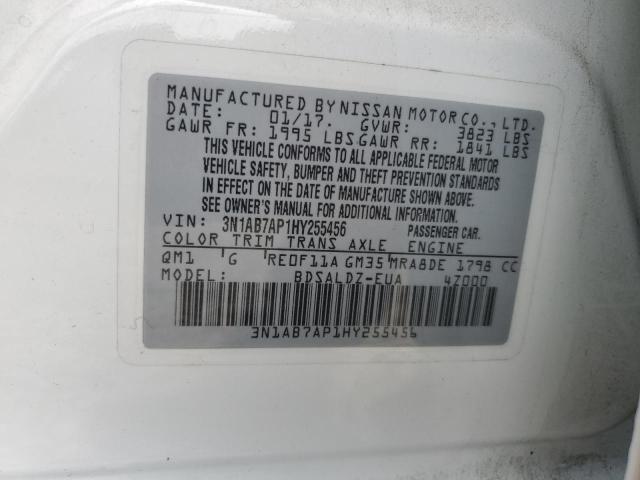 MANUFACTURED BY NISSAN MOTOR CO., LTD.
DATE: 01/17. GVWR: 3823 LBS
GAWR FR: 1995 LBS GAWR RR: 1841 LBS
THIS VEHICLE CONFORMS TO ALL APPLICABLE FEDERAL MOTOR
VEHICLE SAFETY, BUMPER AND THEFT PREVENTION STANDARDS
IN EFFECT ON THE DATE OF MANUFACTURE SHOWN ABOVE.
SEE OWNER'S MANUAL FOR ADDITIONAL INFORMATION.
VIN: 3N1AB7AP1HY255456 PASSENGER CAR.
COLOR TRIM TRANS AXLE ENGINE
QM1 G RE0F11A GM35 MRA8DE 1798 CC
MODEL: BDSALDZ-EUA 4Z000
3N1AB7AP1HY255456